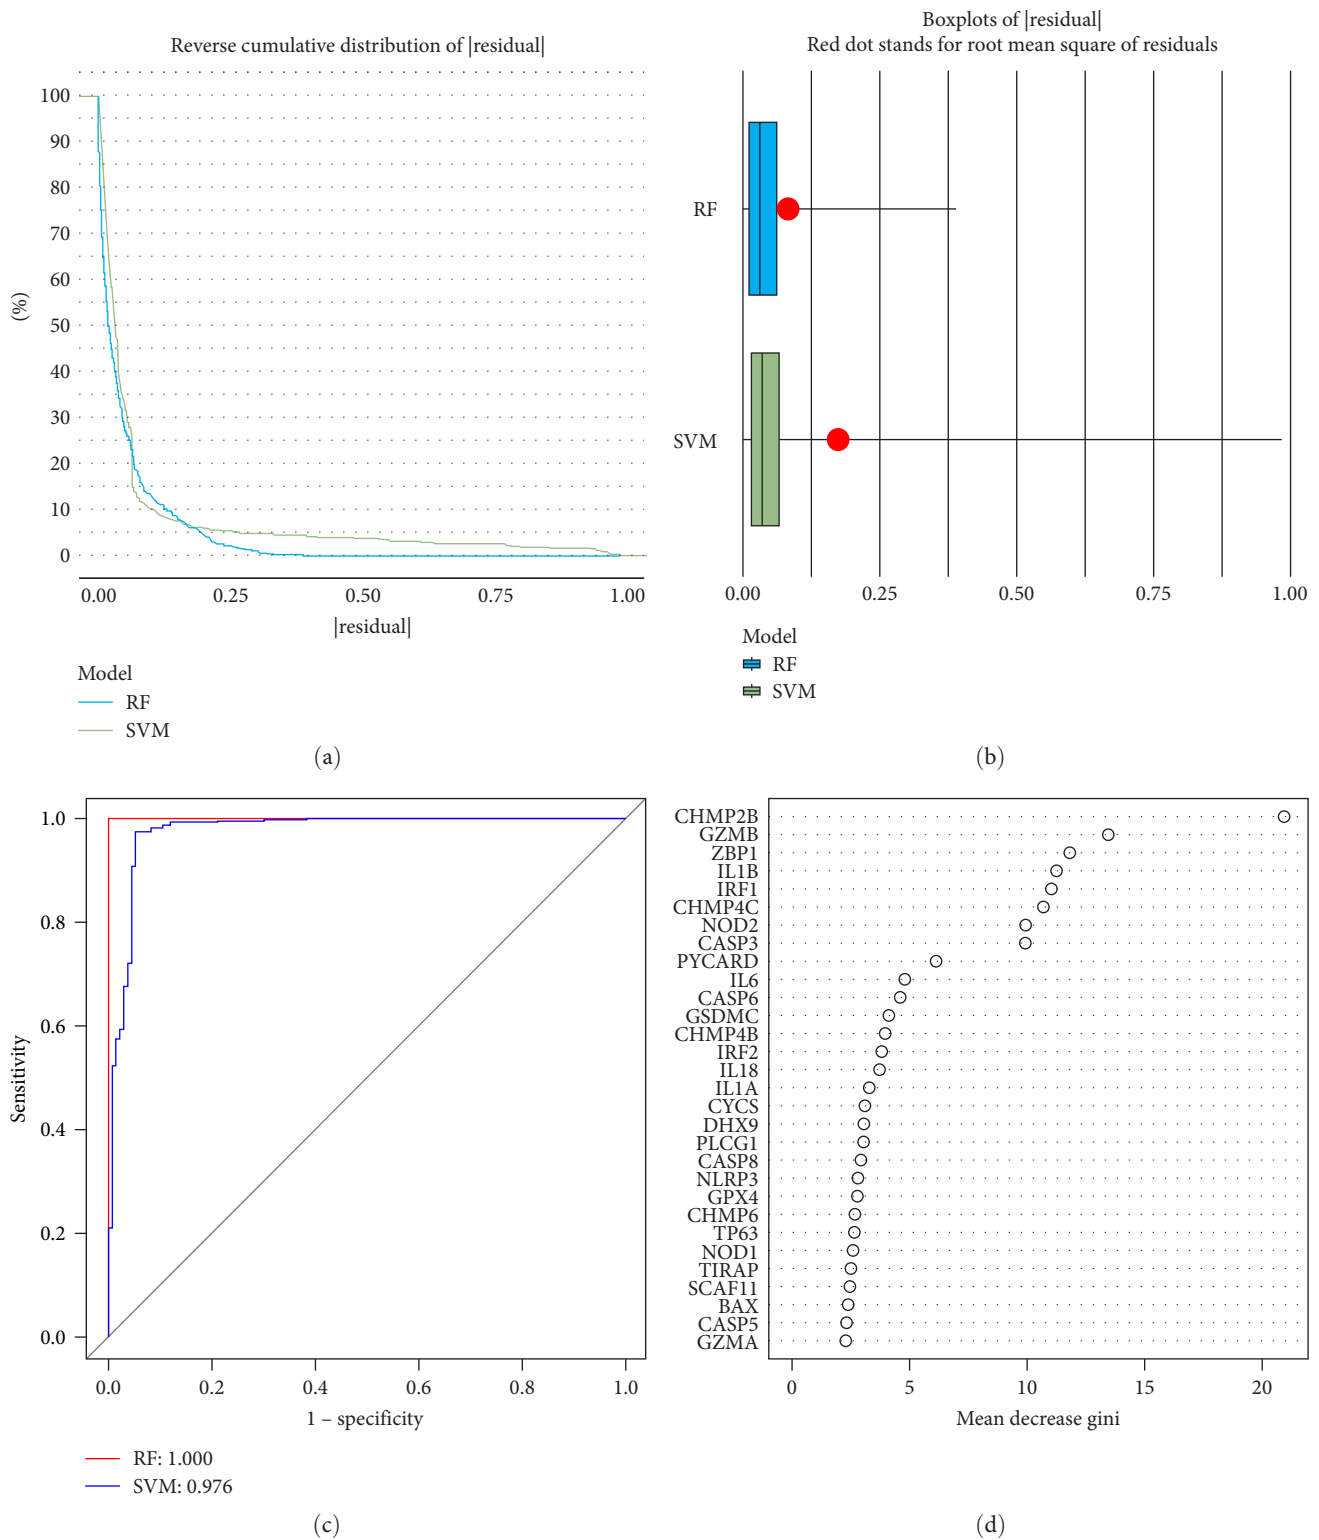 Reverse cumulative distribution of |residual|
100
90
80
70
60
50
40
30
20
10
0
(%)
0.00 0.25 0.50 0.75 1.00
|residual|
Model
RF
SVM
(a)
Boxplots of |residual|
Red dot stands for root mean square of residuals
RF
SVM
0.00 0.25 0.50 0.75 1.00
Model
RF
SVM
(b)
1.0
0.8
0.6
0.4
0.2
0.0
Sensitivity
0.0 0.2 0.4 0.6 0.8 1.0
1 – specificity
RF: 1.000
SVM: 0.976
(c)
CHMP2B
GZMB
ZBP1
IL1B
IRF1
CHMP4C
NOD2
CASP3
PYCARD
IL6
CASP6
GSDMC
CHMP4B
IRF2
IL18
IL1A
CYCS
DHX9
PLCG1
CASP8
NLRP3
GPX4
CHMP6
TP63
NOD1
TIRAP
SCAF11
BAX
CASP5
GZMA
0 5 10 15 20
Mean decrease gini
(d)